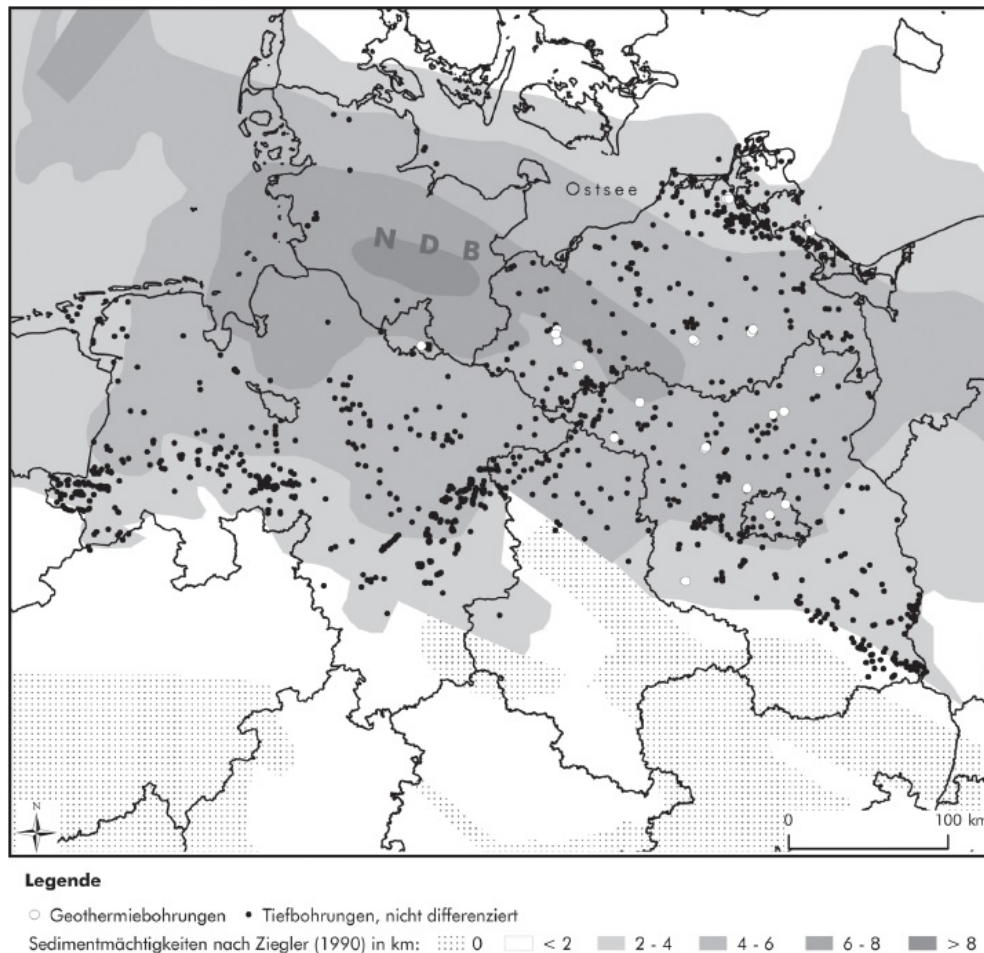 Ostsee
N D B
N
0 100 km
Legende
Geothermiebohrungen Tiefbohrungen, nicht differenziert
Sedimentmächtigkeiten nach Ziegler (1990) in km: 0 < 2 2 - 4 4 - 6 6 - 8 > 8